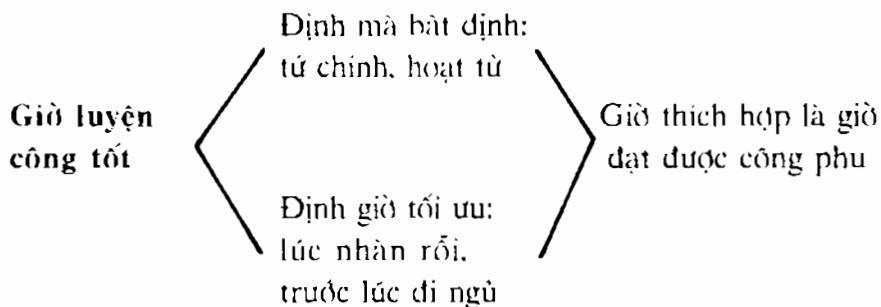 Định mà bất định:
tứ chính, hoạt tử
Giờ luyện
công tốt
Giờ thích hợp là giờ
đạt được công phu
Định giờ tối ưu:
lúc nhàn rỗi,
trước lúc đi ngủ